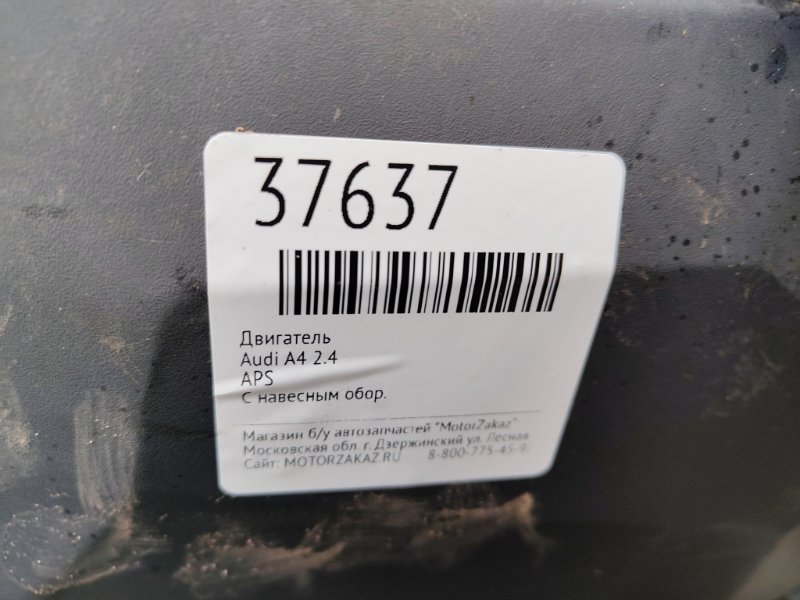 37637
Двигатель
Audi A4 2.4
APS
С навесным обор.
Магазин б/у автозапчастей "MotorZakaz"
Московская обл. г. Дзержинский ул. Лесная
Сайт: MOTORZAKAZ.RU 8-800-775-45-9